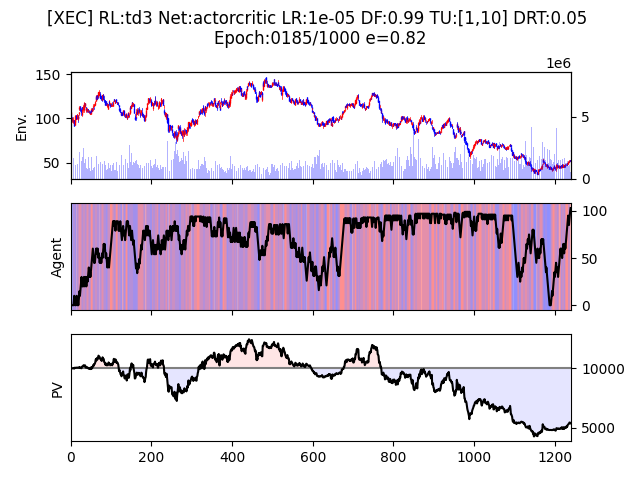 [XEC] RL:td3 Net:actorcritic LR:1e-05 DF:0.99 TU:[1,10] DRT:0.05
Epoch:0185/1000 e=0.82
1e6
150
100
50
Env.
5
0
Agent
100
50
0
PV
10000
5000
0 200 400 600 800 1000 1200